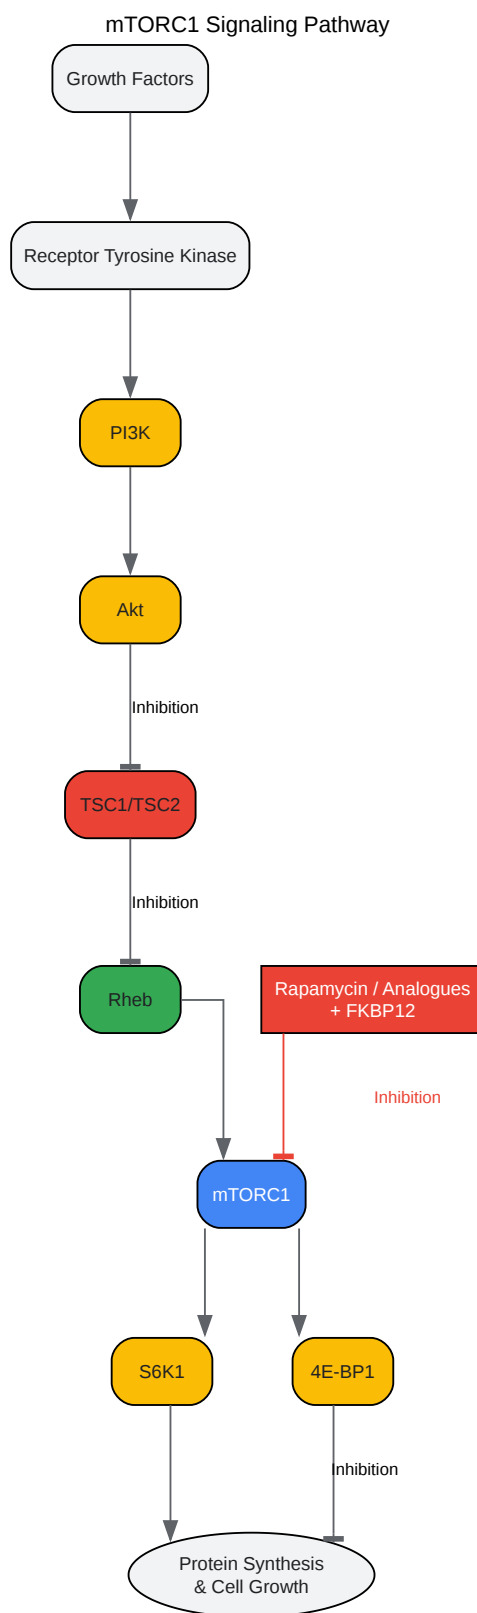 mTORC1 Signaling Pathway
Growth Factors
Receptor Tyrosine Kinase
PI3K
Akt
Inhibition
TSC1/TSC2
Inhibition
Rheb
Rapamycin / Analogues
+ FKBP12
Inhibition
mTORC1
S6K1
4E-BP1
Inhibition
Protein Synthesis
& Cell Growth